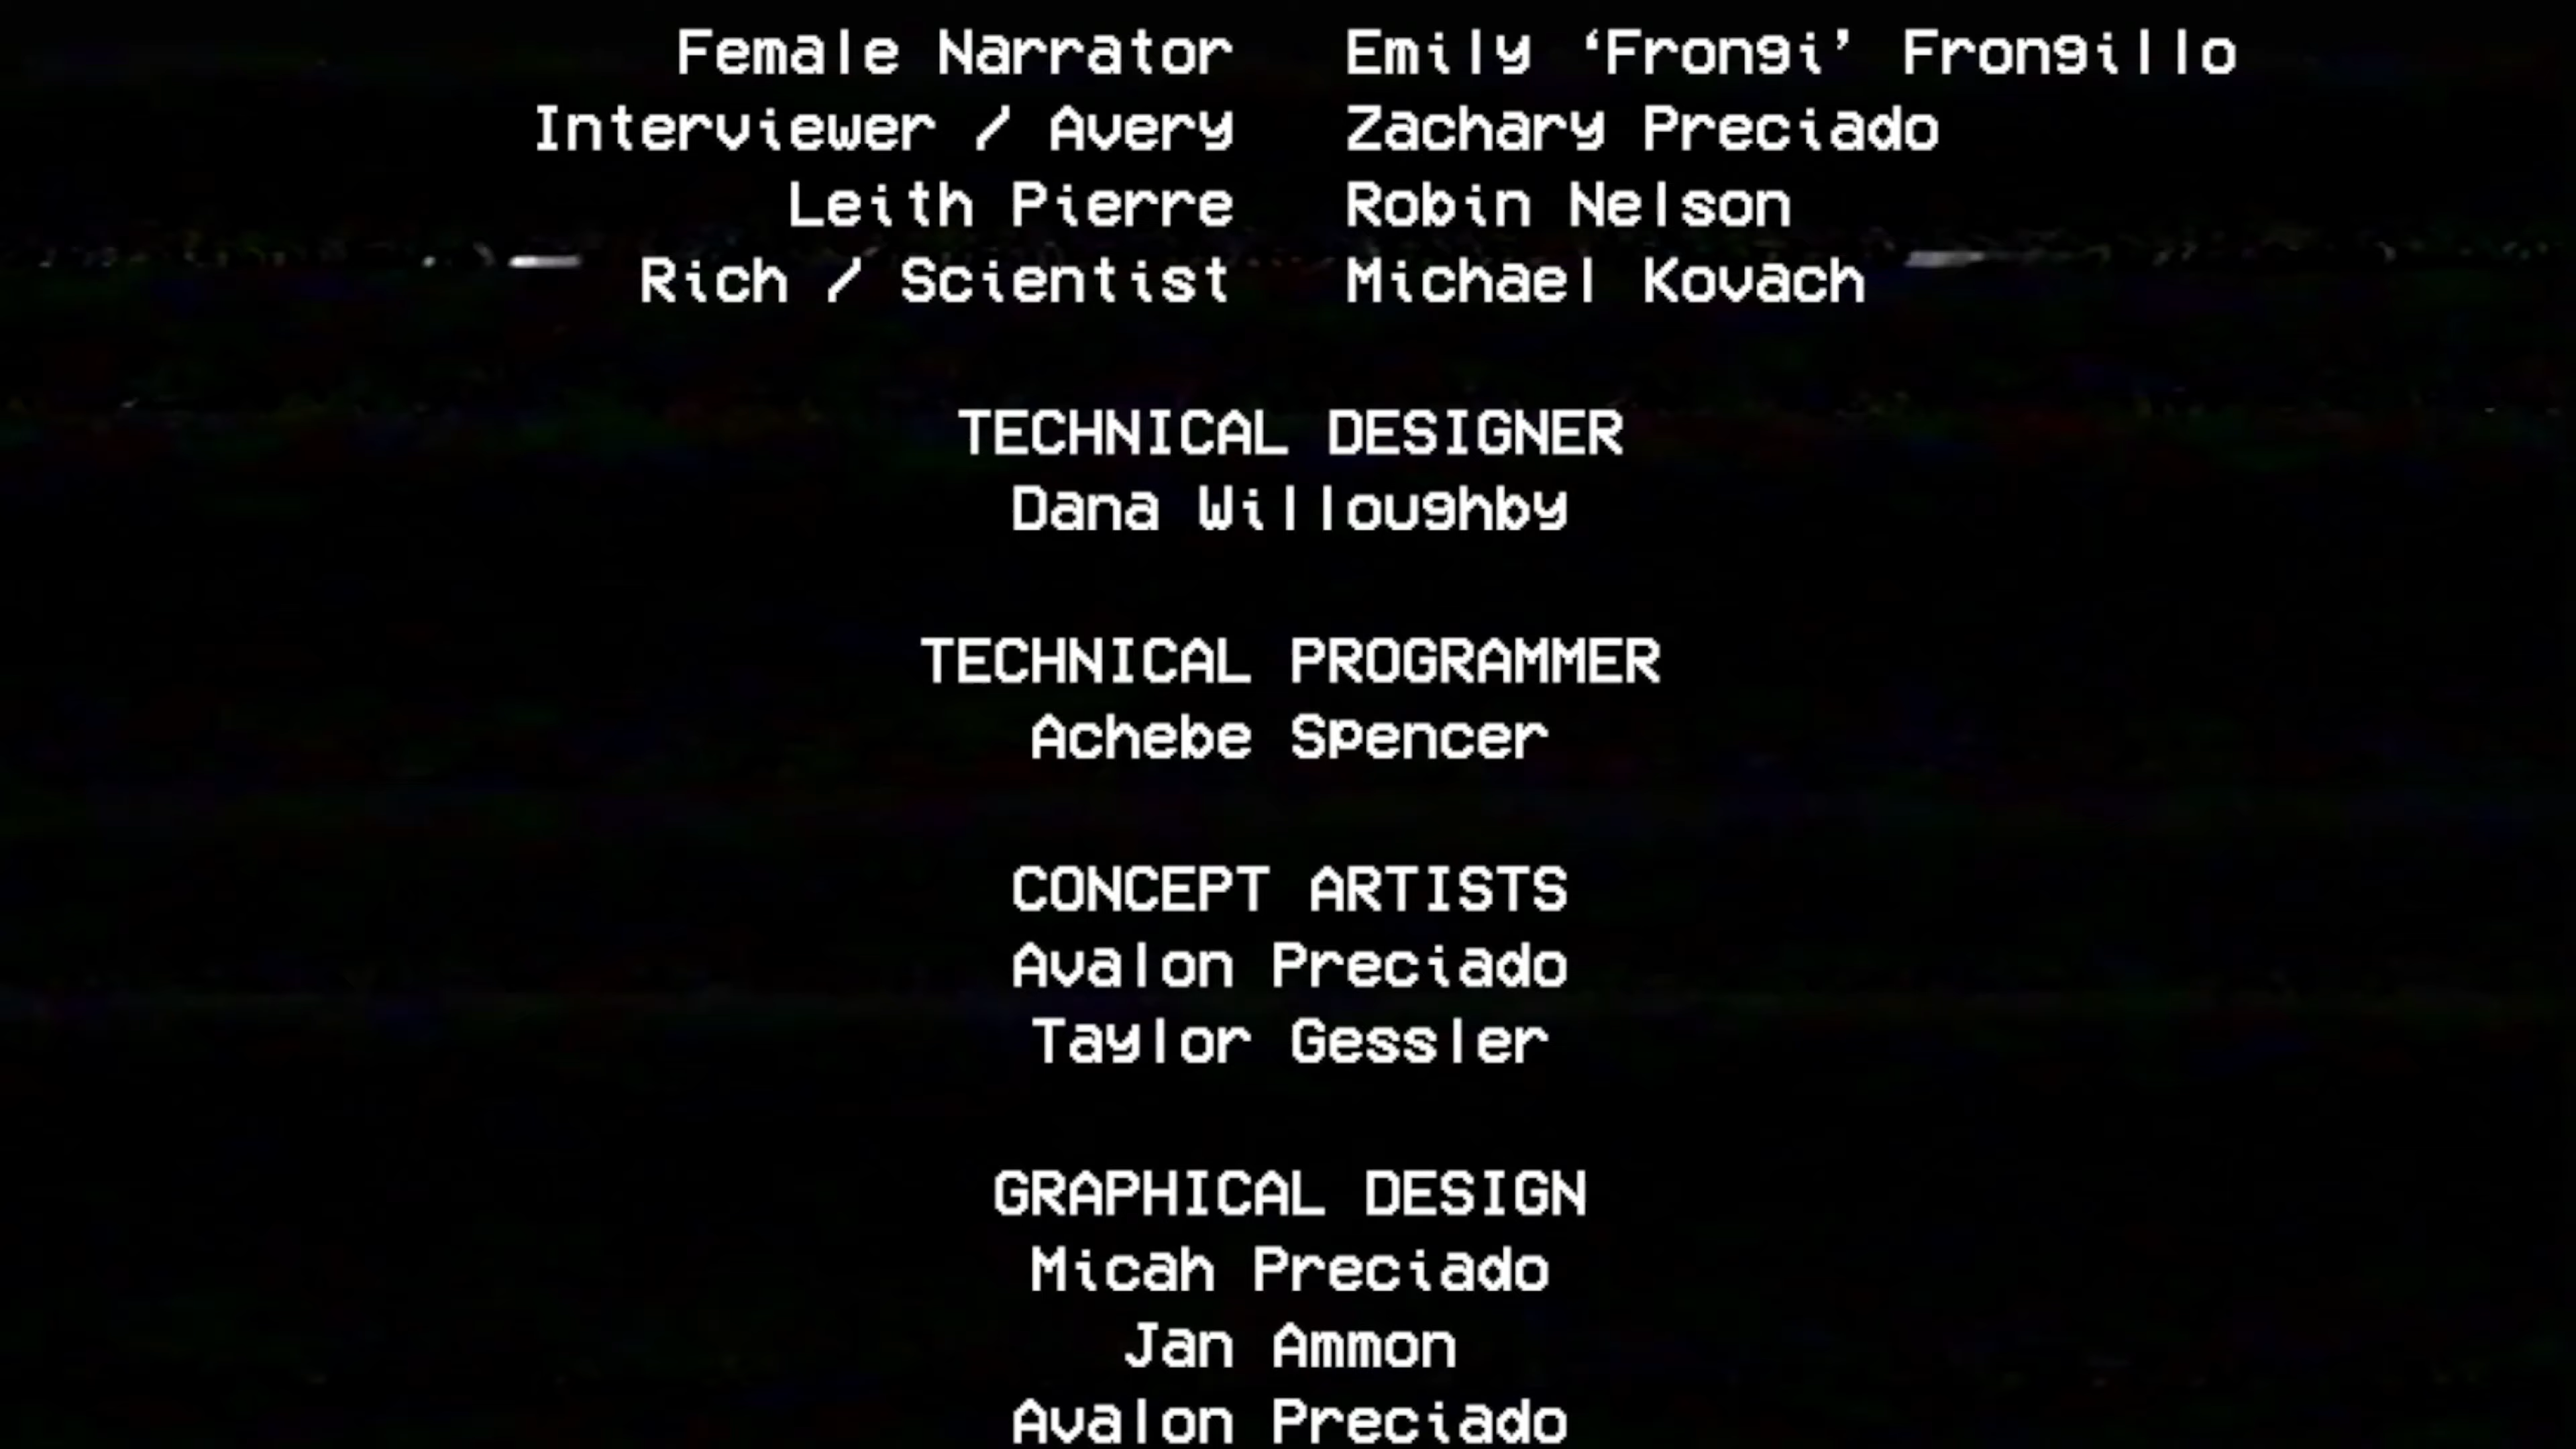 Female Narrator Emily ‘Frongi’ Frongillo
Interviewer / Avery Zachary Preciado
Leith Pierre Robin Nelson
Rich / Scientist Michael Kovach
TECHNICAL DESIGNER
Dana Willoughby
TECHNICAL PROGRAMMER
Achebe Spencer
CONCEPT ARTISTS
Avalon Preciado
Taylor Gessler
GRAPHICAL DESIGN
Micah Preciado
Jan Ammon
Avalon Preciado